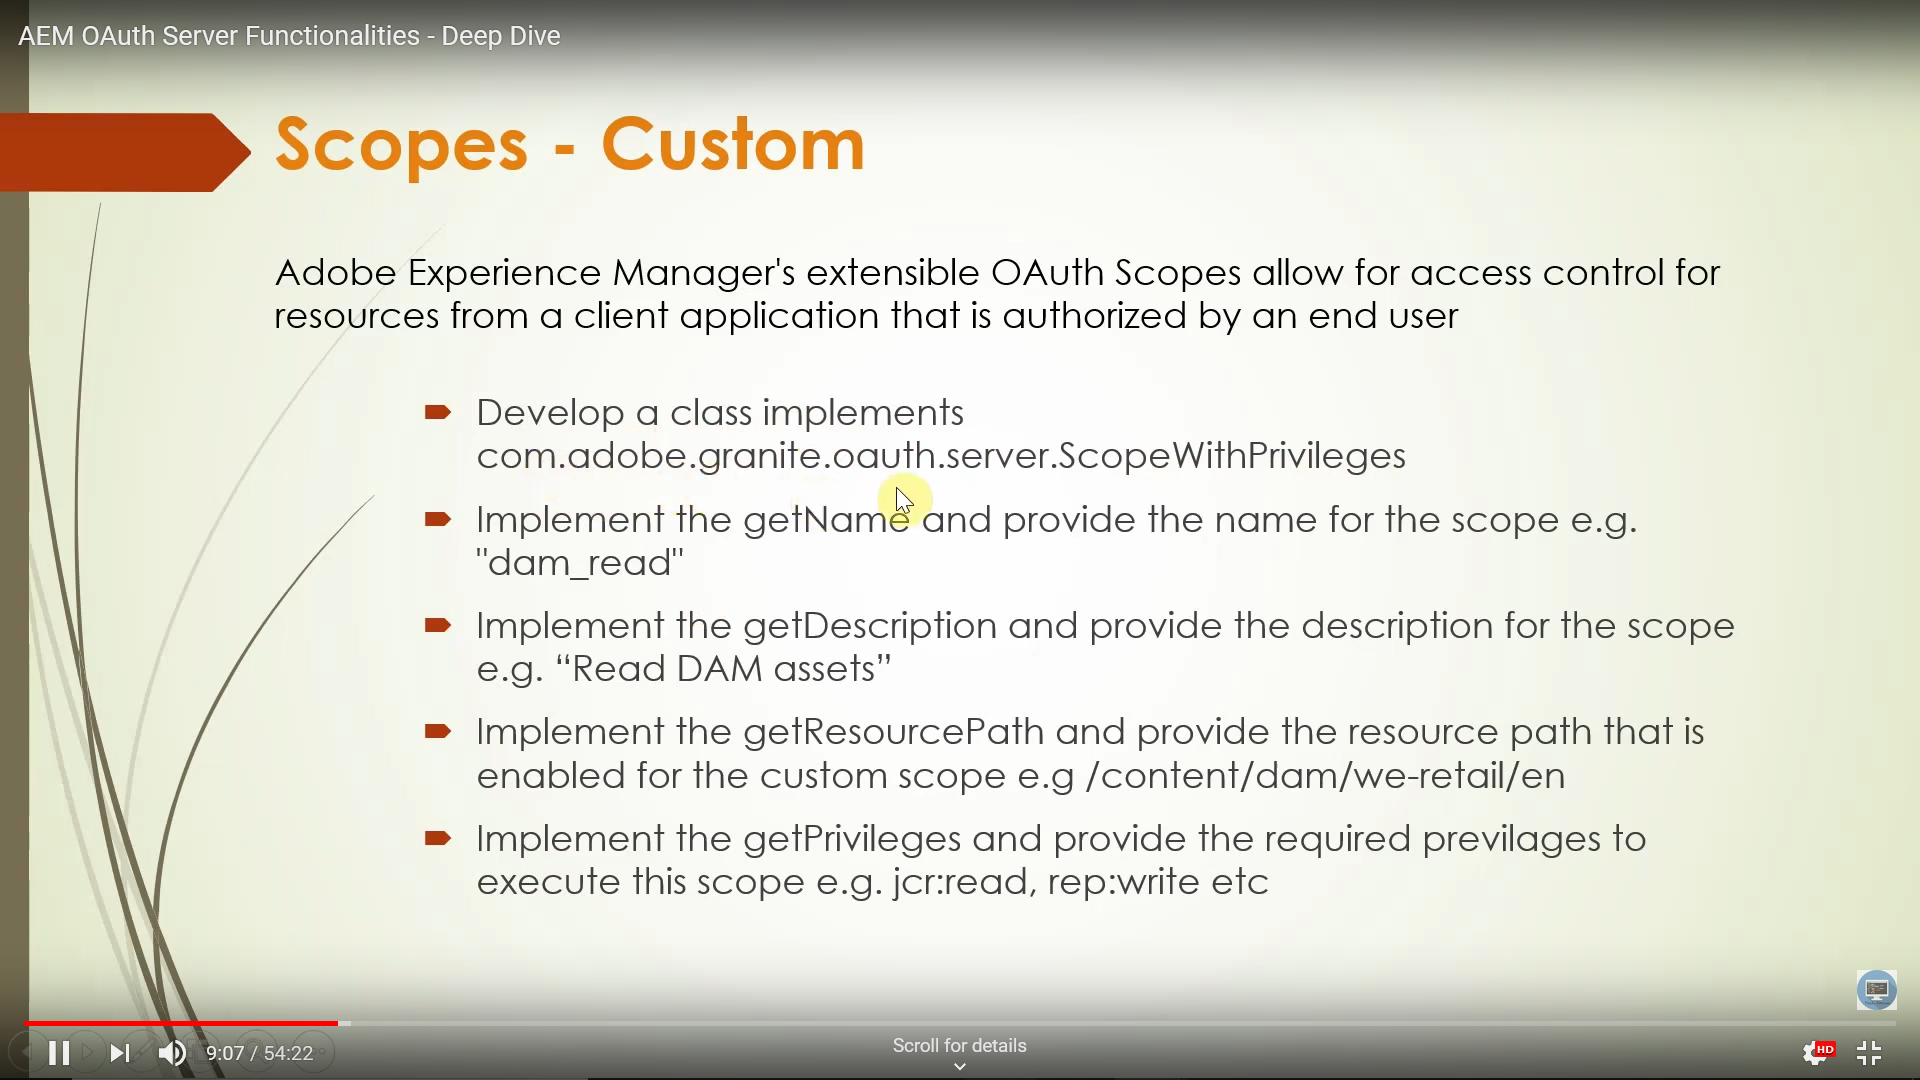 AEM OAuth Server Functionalities - Deep Dive
Scopes - Custom
Adobe Experience Manager's extensible OAuth Scopes allow for access control for
resources from a client application that is authorized by an end user
Develop a class implements
com.adobe.granite.oauth.server.ScopeWithPrivileges
Implement the getName and provide the name for the scope e.g.
"dam_read"
Implement the getDescription and provide the description for the scope
e.g. “Read DAM assets”
Implement the getResourcePath and provide the resource path that is
enabled for the custom scope e.g /content/dam/we-retail/en
Implement the getPrivileges and provide the required previlages to
execute this scope e.g. jcr:read, rep:write etc
9:07 / 54:22
Scroll for details
HD